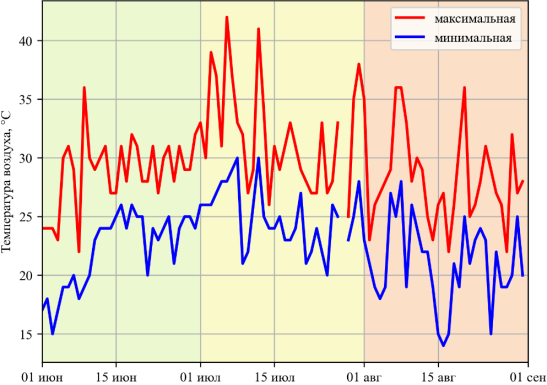 максимальная
минимальная
Температура воздуха, °C
40
35
30
25
20
15
01 июн
15 июн
01 июл
15 июл
01 авг
15 авг
01 сен